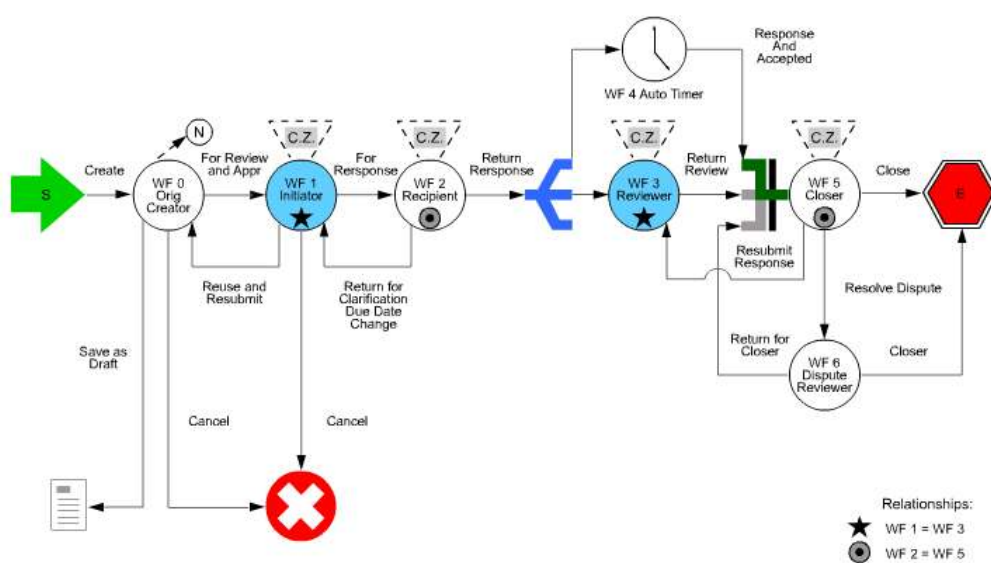 Response
And
Accepted
WF 4 Auto Timer
N
C.Z.
C.Z.
C.Z.
C.Z.
S
Create
WF 0
Orig
Creator
For Review
and Appr
WF 1
Initiator
For
Rsponse
WF 2
Recipient
Return
Response
WF 3
Reviewer
Return
Review
WF 5
Closer
Close
E
Reuse and
Resubmit
Return for
Clarification
Due Date
Change
Resubmit
Response
Resolve Dispute
Save as
Draft
Return for
Closer
WF 6
Dispute
Reviewer
Closer
Cancel
Cancel
Relationships:
WF 1 = WF 3
WF 2 = WF 5